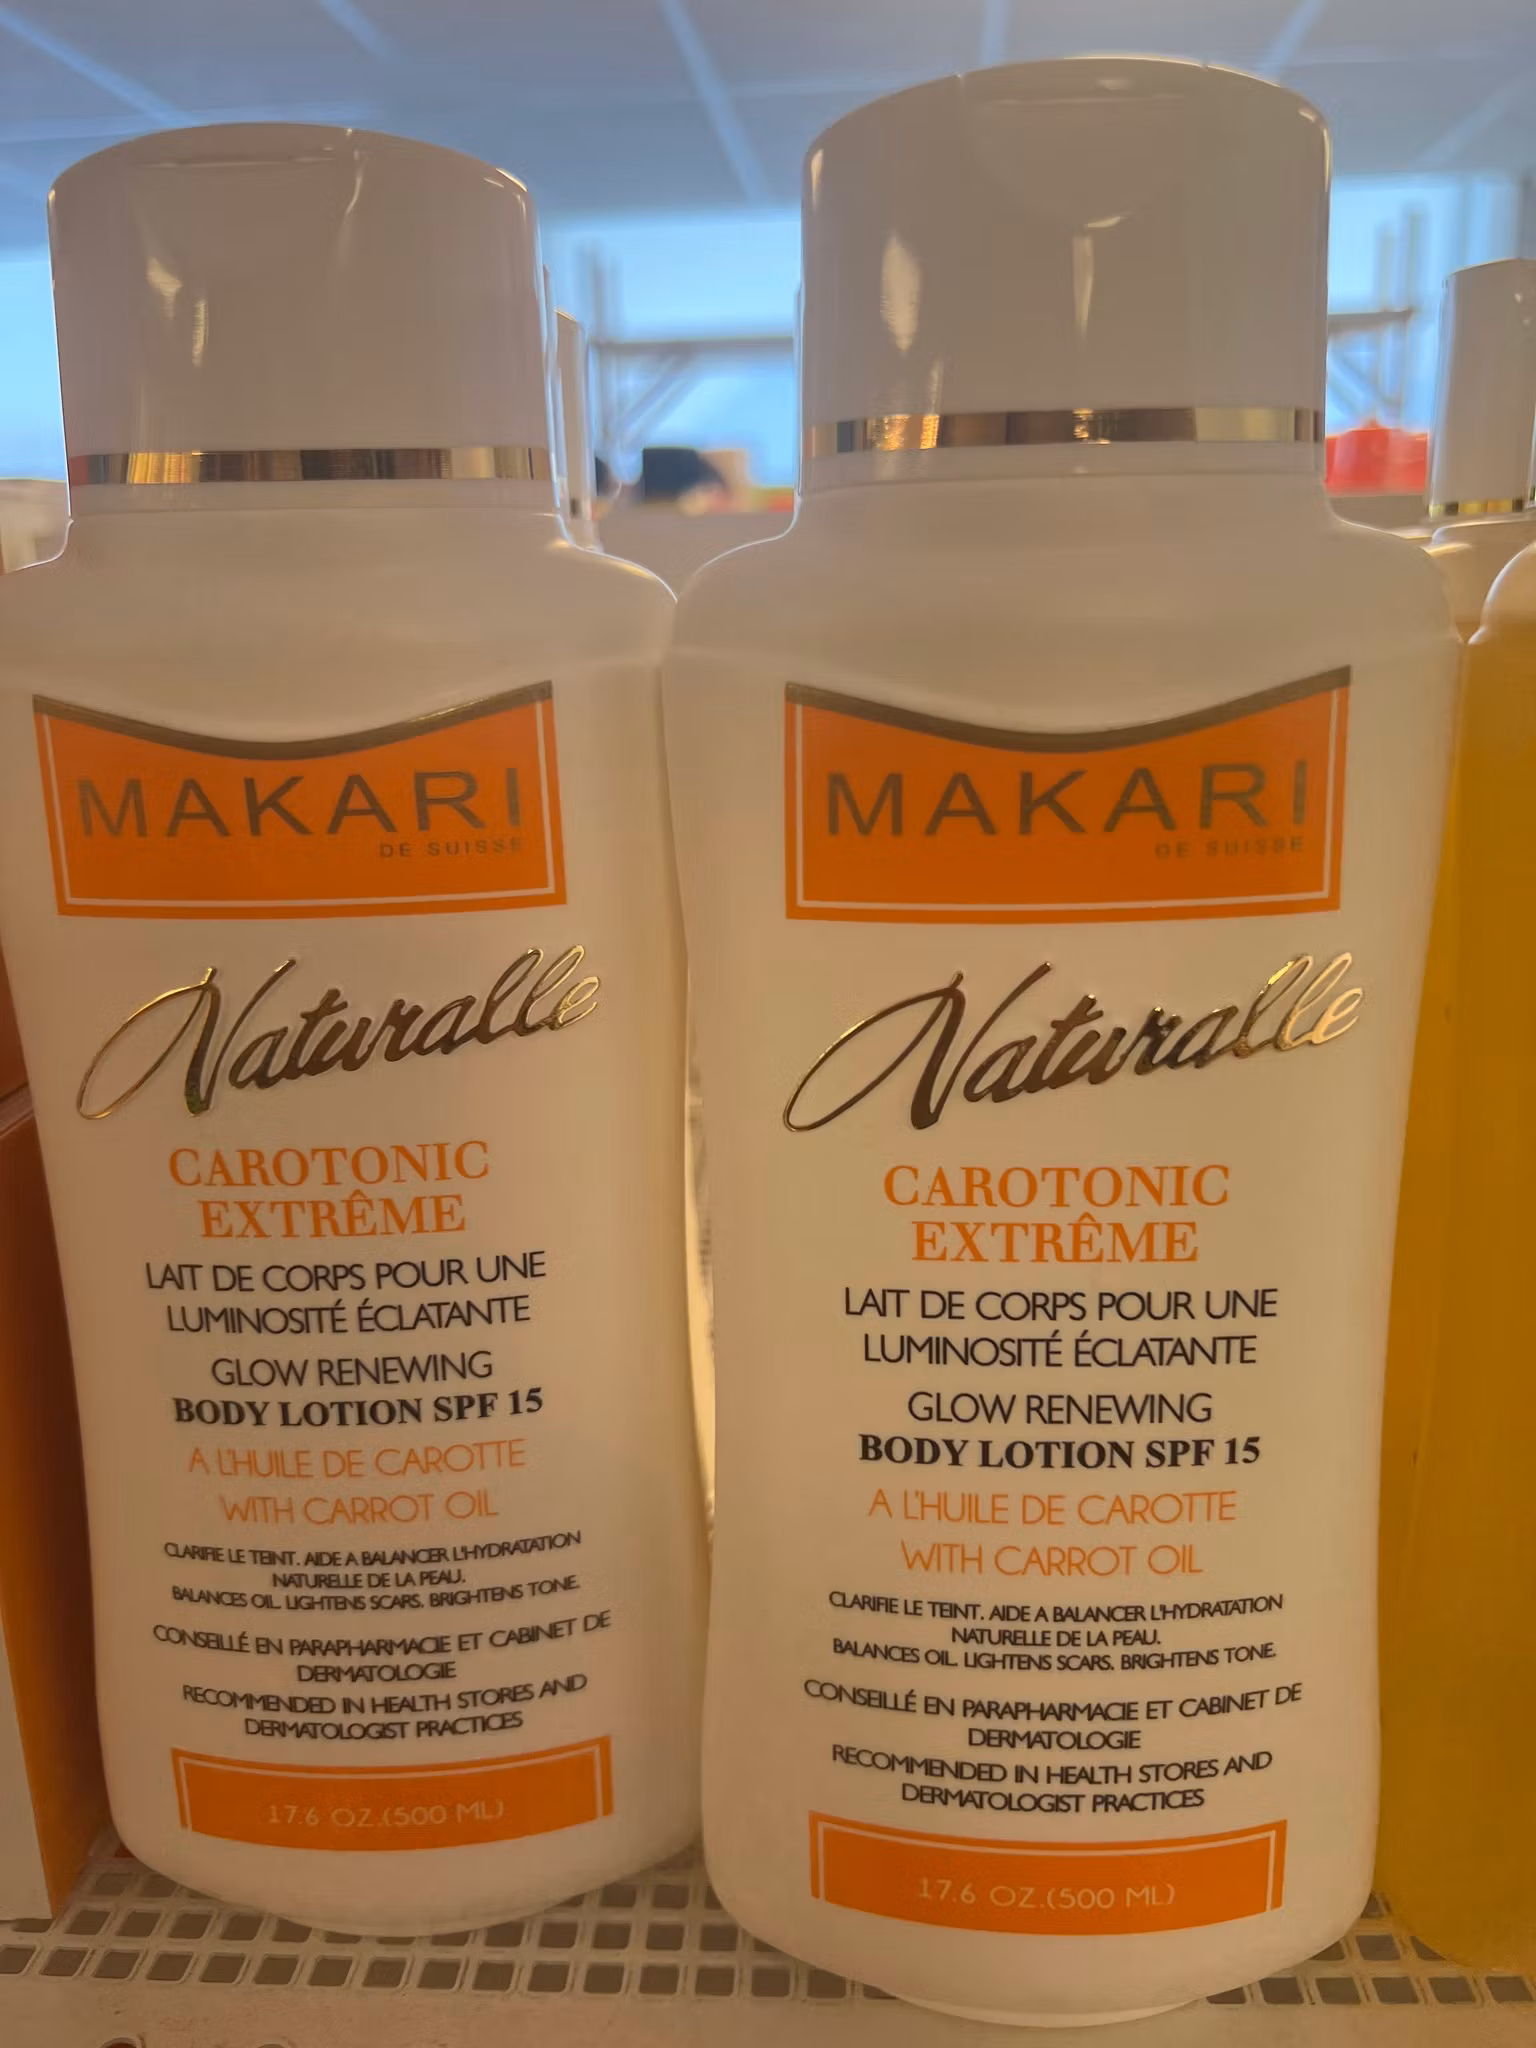 MAKARI
DE SUISSE
Naturalle
CAROTONIC
EXTRÊME
LAIT DE CORPS POUR UNE
LUMINOSITÉ ÉCLATANTE
GLOW RENEWING
BODY LOTION SPF 15
A L'HUILE DE CAROTTE
WITH CARROT OIL
CLARIFIE LE TEINT. AIDE A BALANCER L'HYDRATATION
NATURELLE DE LA PEAU.
BALANCES OIL. LIGHTENS SCARS. BRIGHTENS TONE.
CONSEILLÉ EN PARAPHARMACIE ET CABINET DE
DERMATOLOGIE
RECOMMENDED IN HEALTH STORES AND
DERMATOLOGIST PRACTICES
17.6 OZ.(500 ML)
MAKARI
DE SUISSE
Naturalle
CAROTONIC
EXTRÊME
LAIT DE CORPS POUR UNE
LUMINOSITÉ ÉCLATANTE
GLOW RENEWING
BODY LOTION SPF 15
A L'HUILE DE CAROTTE
WITH CARROT OIL
CLARIFIE LE TEINT. AIDE A BALANCER L'HYDRATATION
NATURELLE DE LA PEAU.
BALANCES OIL. LIGHTENS SCARS. BRIGHTENS TONE.
CONSEILLÉ EN PARAPHARMACIE ET CABINET DE
DERMATOLOGIE
RECOMMENDED IN HEALTH STORES AND
DERMATOLOGIST PRACTICES
17.6 OZ.(500 ML)